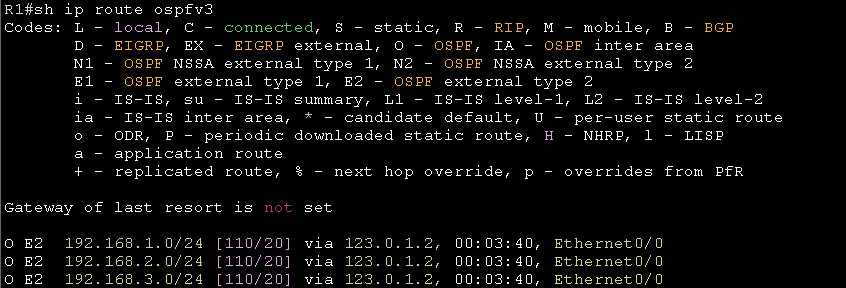 R1#sh ip route ospfv3
Codes: L - local, C - connected, S - static, R - RIP, M - mobile, B - BGP
D - EIGRP, EX - EIGRP external, O - OSPF, IA - OSPF inter area
N1 - OSPF NSSA external type 1, N2 - OSPF NSSA external type 2
E1 - OSPF external type 1, E2 - OSPF external type 2
i - IS-IS, su - IS-IS summary, L1 - IS-IS level-1, L2 - IS-IS level-2
ia - IS-IS inter area, * - candidate default, U - per-user static route
o - ODR, P - periodic downloaded static route, H - NHRP, l - LISP
a - application route
+ - replicated route, % - next hop override, p - overrides from PfR
Gateway of last resort is not set
O E2  192.168.1.0/24 [110/20] via 123.0.1.2, 00:03:40, Ethernet0/0
O E2  192.168.2.0/24 [110/20] via 123.0.1.2, 00:03:40, Ethernet0/0
O E2  192.168.3.0/24 [110/20] via 123.0.1.2, 00:03:40, Ethernet0/0